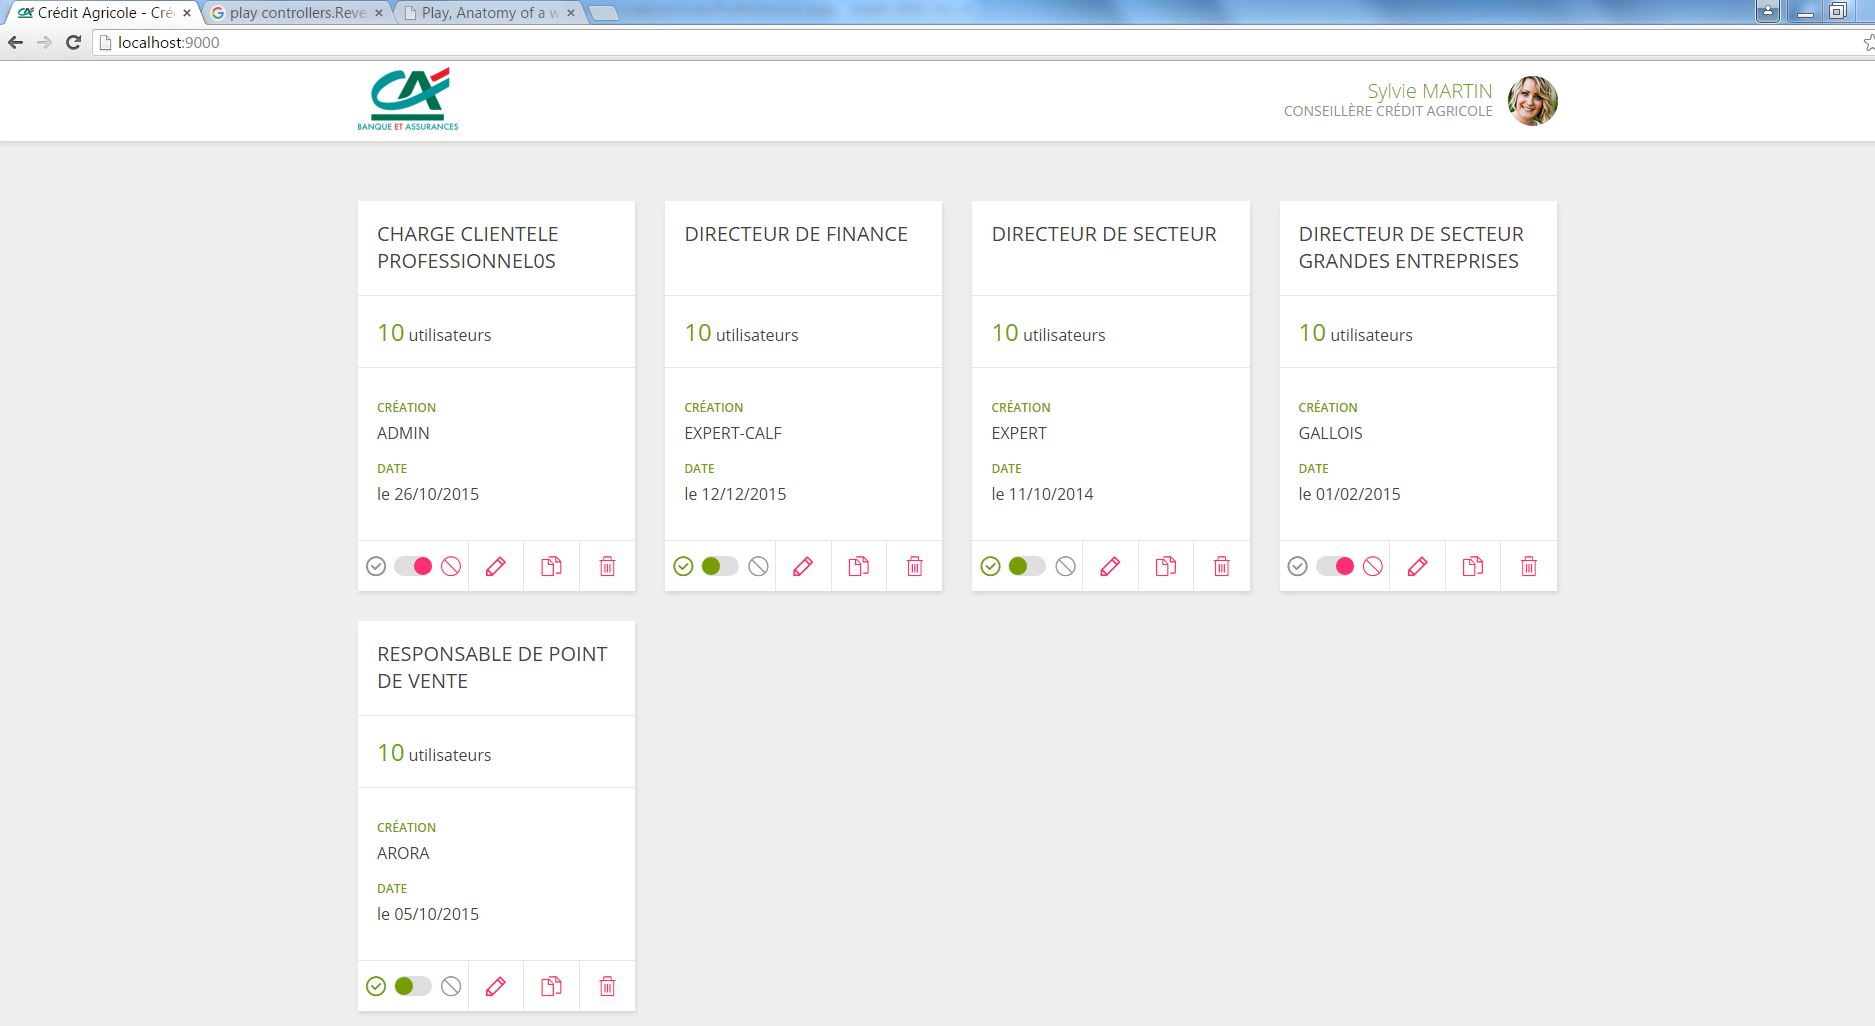 Crédit Agricole - Cré
play controllers.Reve
Play, Anatomy of a w
localhost:9000
CA
BANQUE ET ASSURANCES
Sylvie MARTIN
CONSEILLÈRE CRÉDIT AGRICOLE
CHARGE CLIENTELE
PROFESSIONNEL0S
10 utilisateurs
CRÉATION
ADMIN
DATE
le 26/10/2015
DIRECTEUR DE FINANCE
10 utilisateurs
CRÉATION
EXPERT-CALF
DATE
le 12/12/2015
DIRECTEUR DE SECTEUR
10 utilisateurs
CRÉATION
EXPERT
DATE
le 11/10/2014
DIRECTEUR DE SECTEUR
GRANDES ENTREPRISES
10 utilisateurs
CRÉATION
GALLOIS
DATE
le 01/02/2015
RESPONSABLE DE POINT
DE VENTE
10 utilisateurs
CRÉATION
ARORA
DATE
le 05/10/2015